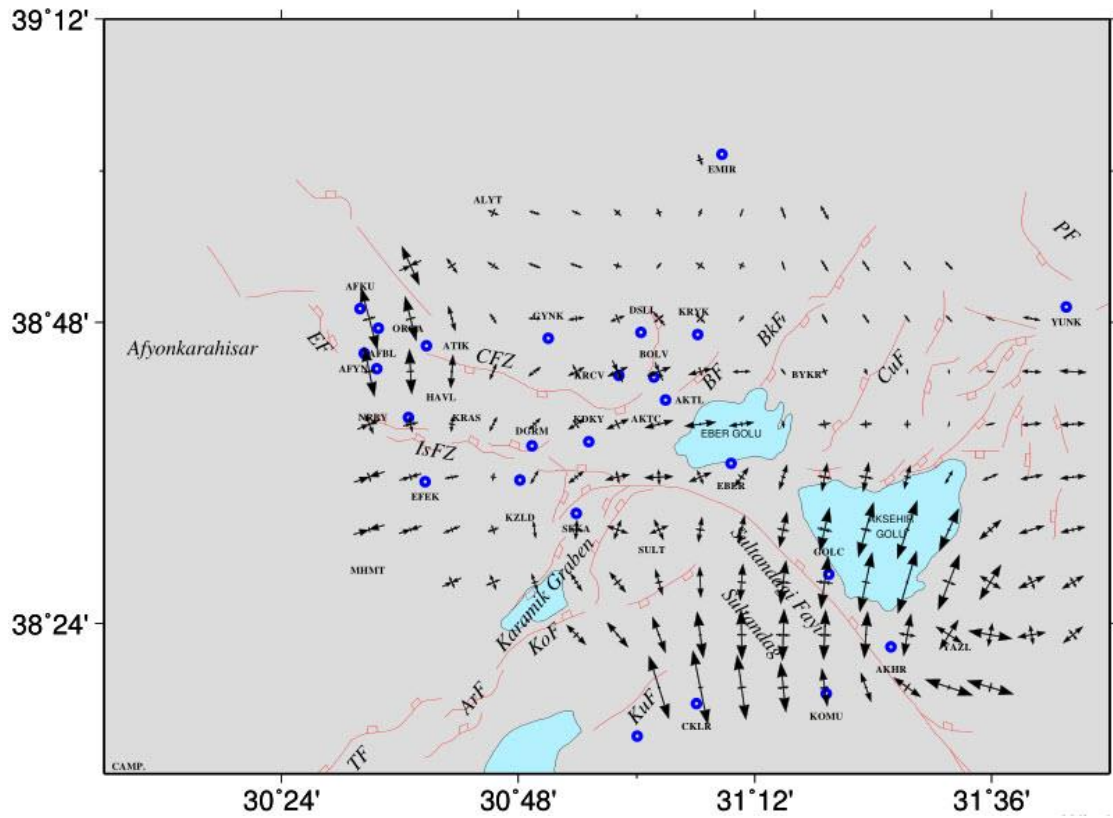 39°12'
EMIR
ALYT
PF
AFKU
38°48'
GYNK
DSLI
KRYK
YUNK
EF
ATIK
BkF
Afyonkarahisar
AFBL
CFZ
BOLV
CuF
AFYN
KRCV
BF
BYKR
HAVL
AKTL
KRAS
KDKY
AKTC
DGRM
EBER GOLU
IsFZ
EBER
EFEK
KZLD
AKSEHIR
GOLU
SULT
GOLC
Sultandagi Fayi
MHMT
Karamik Graben
38°24'
KoF
Sultandag
YAZL
AKHR
ArF
KuF
CKLR
KOMU
TF
CAMP.
30°24'
30°48'
31°12'
31°36'